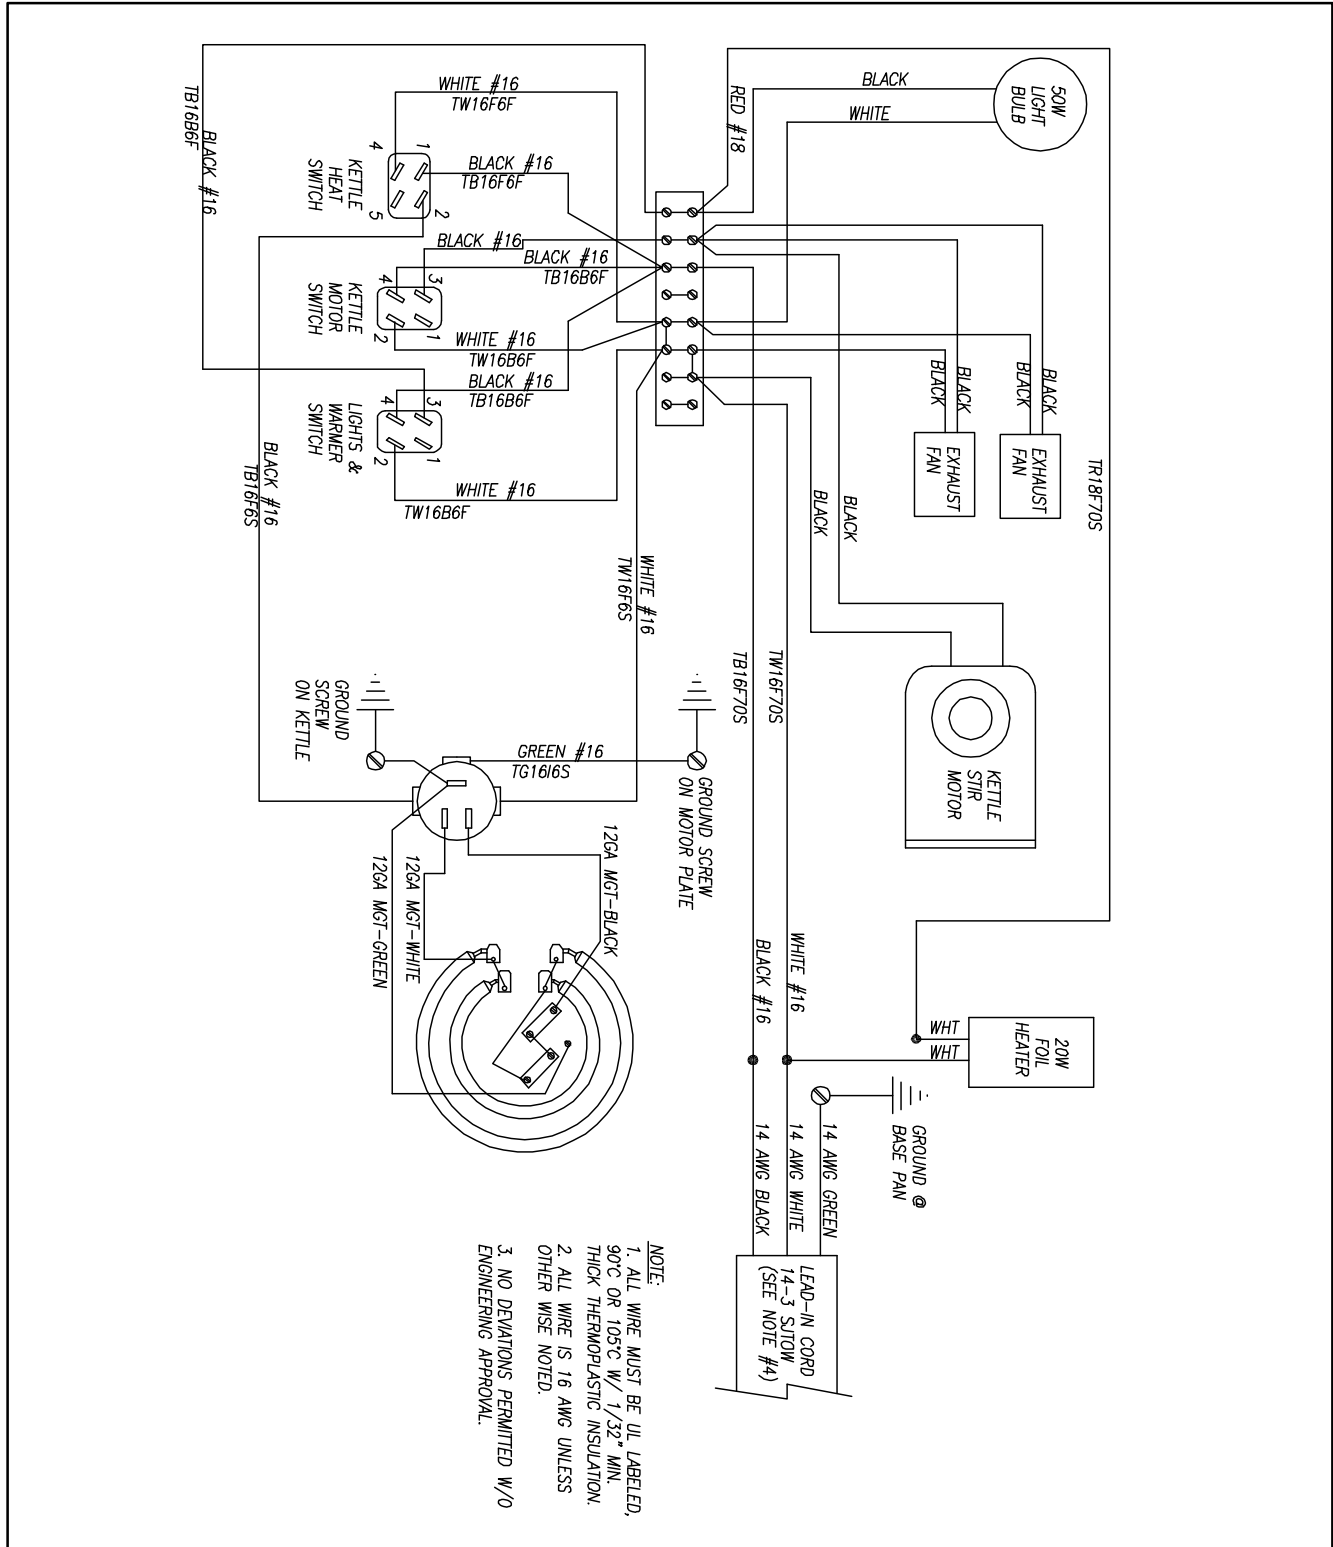 50W
LIGHT
BULB
BLACK
WHITE
RED #18
WHITE #16
TW16F6F
BLACK #16
TB16B6F
1
4
2
5
KETTLE
HEAT
SWITCH
BLACK #16
TB16F6F
BLACK #16
BLACK #16
TB16B6F
3
4
1
2
KETTLE
MOTOR
SWITCH
WHITE #16
TW16B6F
BLACK #16
TB16B6F
3
4
1
2
LIGHTS &
WARMER
SWITCH
WHITE #16
TW16B6F
BLACK #16
TB16F6S
WHITE #16
TW16F6S
BLACK
BLACK
BLACK
BLACK
EXHAUST
FAN
EXHAUST
FAN
TR18F70S
BLACK
BLACK
KETTLE
STIR
MOTOR
TW16F70S
TB16F70S
GROUND
SCREW
ON KETTLE
GREEN #16
TG16I6S
GROUND SCREW
ON MOTOR PLATE
12GA MGT-BLACK
12GA MGT-WHITE
12GA MGT-GREEN
WHITE #16
BLACK #16
WHT
WHT
20W
FOIL
HEATER
GROUND @
BASE PAN
14 AWG GREEN
14 AWG WHITE
14 AWG BLACK
LEAD-IN CORD
14-3 SJTOW
(SEE NOTE #4)
NOTE:
1. ALL WIRE MUST BE UL LABELED,
90°C OR 105°C W/ 1/32" MIN.
THICK THERMOPLASTIC INSULATION.
2. ALL WIRE IS 16 AWG UNLESS
OTHER WISE NOTED.
3. NO DEVIATIONS PERMITTED W/O
ENGINEERING APPROVAL.